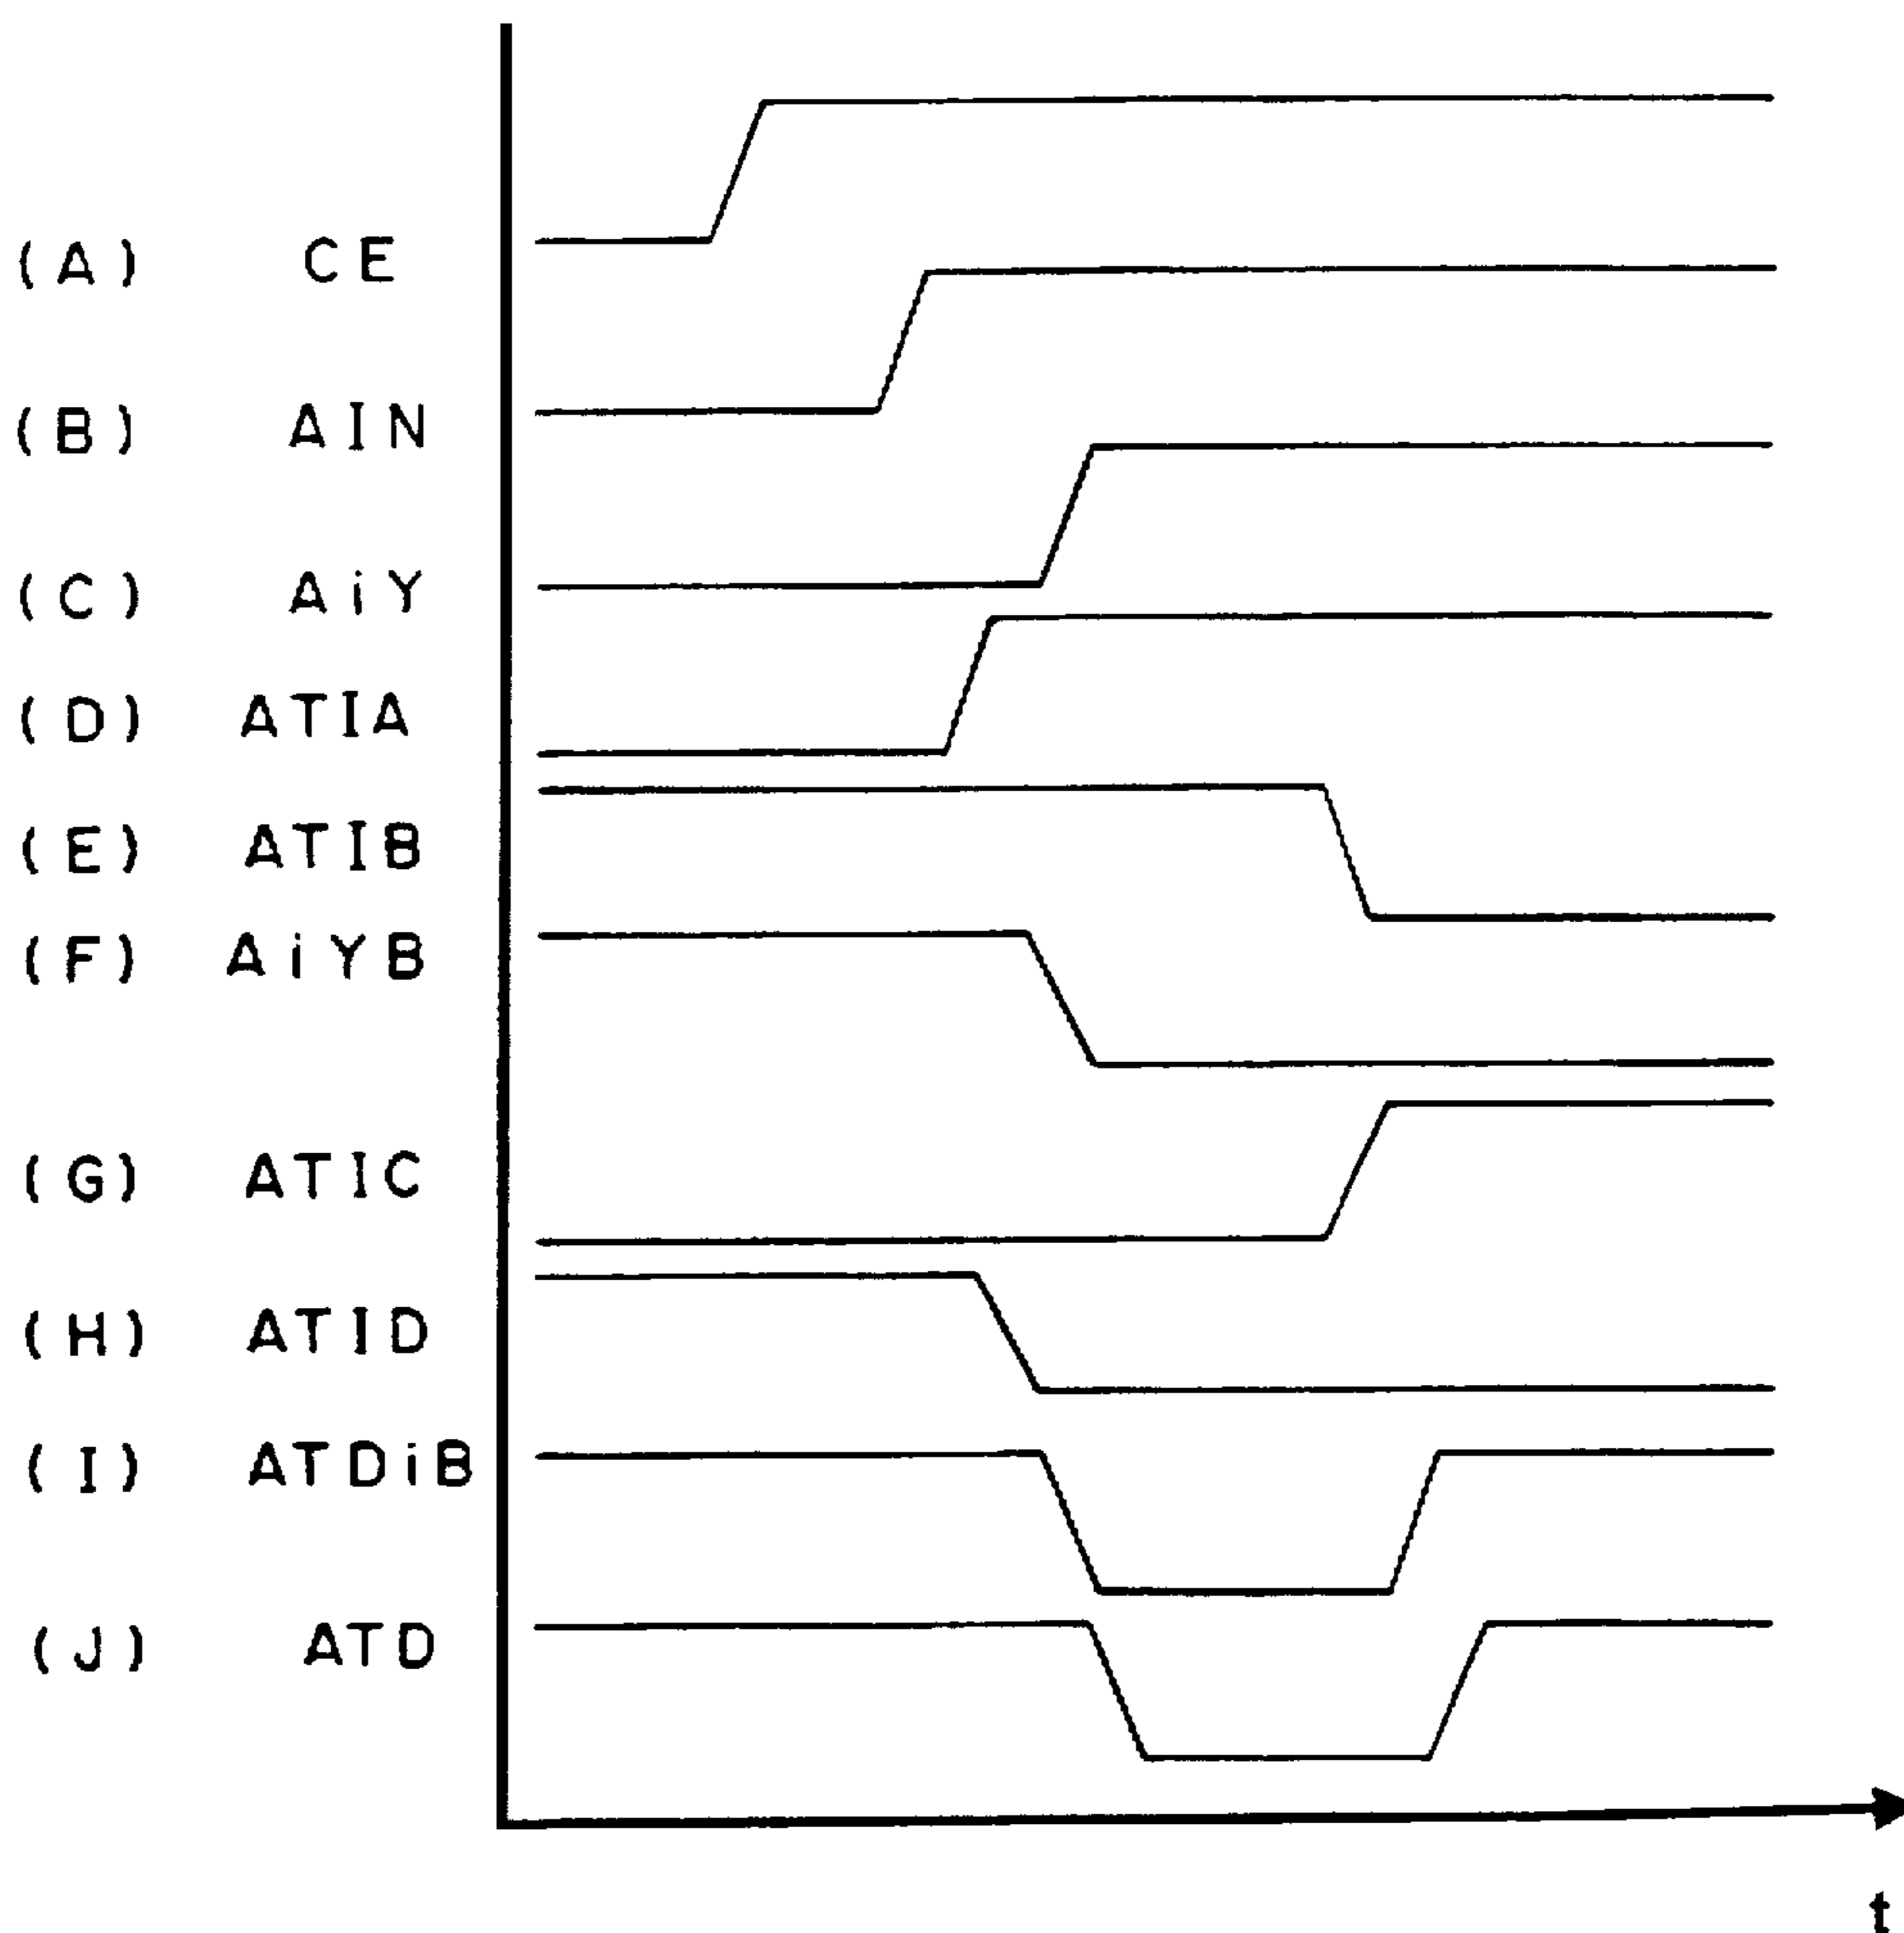 (A) CE
(B) AIN
(C) AiY
(D) ATIA
(E) ATIB
(F) AiYB
(G) ATIC
(H) ATID
(I) ATDiB
(J) ATD
t